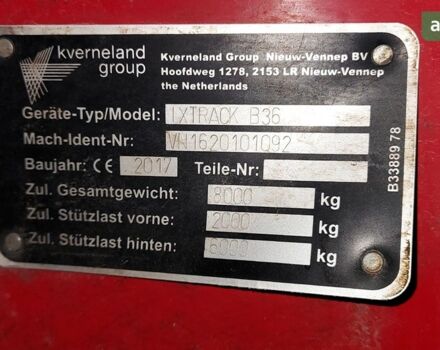 kverneland
group
Kverneland Group Nieuw-Vennep BV
Hoofdweg 1278, 2153 LR Nieuw-Vennep
the Netherlands
Geräte-Typ/Model: IXTRACK B36
Mach-Ident-Nr: VN1620101092
Baujahr: CE 2017 Teile-Nr:
Zul. Gesamtgewicht: 8000 kg
Zul. Stützlast vorne: 2000 kg
Zul. Stützlast hinten: 6000 kg
B33889778
a